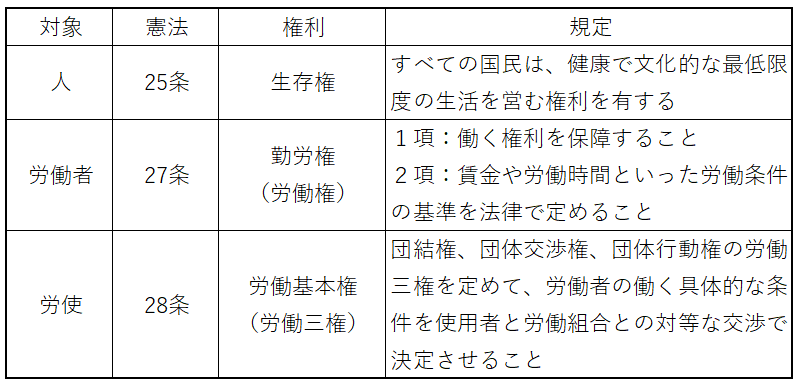 対象 憲法 権利 規定
人 25条 生存権
すべての国民は、健康で文化的な最低限
度の生活を営む権利を有する
労働者 27条
勤労権
（労働権）
１項：働く権利を保障すること
２項：賃金や労働時間といった労働条件
の基準を法律で定めること
労使 28条
労働基本権
（労働三権）
団結権、団体交渉権、団体行動権の労働
三権を定めて、労働者の働く具体的な条
件を使用者と労働組合との対等な交渉で
決定させること